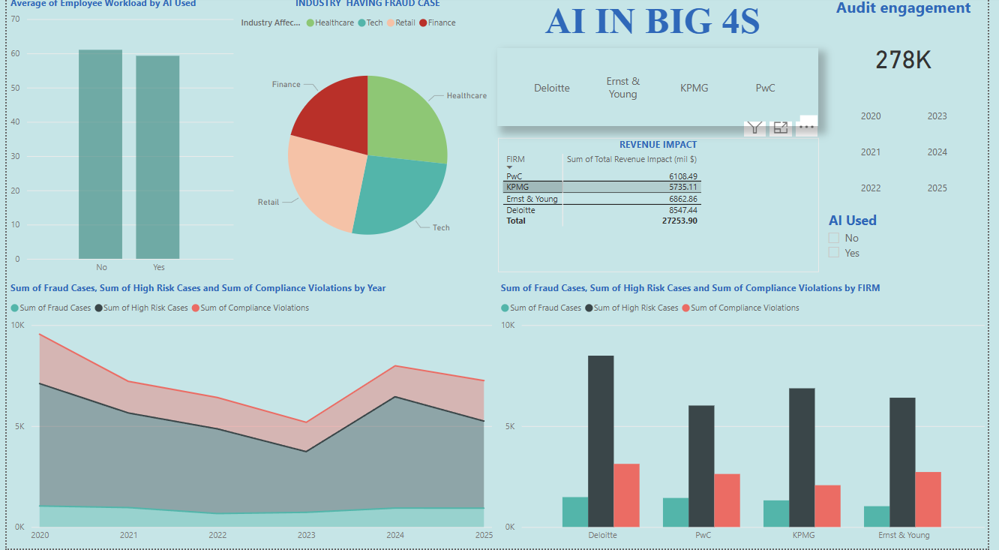 Average of Employee Workload by AI Used
70
60
50
40
30
20
10
0
No
Yes
INDUSTRY HAVING FRAUD CASE
Industry Affec... Healthcare Tech Retail Finance
Finance
Healthcare
Retail
Tech
AI IN BIG 4S
Deloitte
Ernst &
Young
KPMG
PwC
REVENUE IMPACT
FIRM Sum of Total Revenue Impact (mil $)
PwC 6108.49
KPMG 5735.11
Ernst & Young 6862.86
Deloitte 8547.44
Total 27253.90
Audit engagement
278K
2020 2023
2021 2024
2022 2025
AI Used
No
Yes
Sum of Fraud Cases, Sum of High Risk Cases and Sum of Compliance Violations by Year
Sum of Fraud Cases Sum of High Risk Cases Sum of Compliance Violations
10K
5K
0K
2020 2021 2022 2023 2024 2025
Sum of Fraud Cases, Sum of High Risk Cases and Sum of Compliance Violations by FIRM
Sum of Fraud Cases Sum of High Risk Cases Sum of Compliance Violations
10K
5K
0K
Deloitte PwC KPMG Ernst & Young